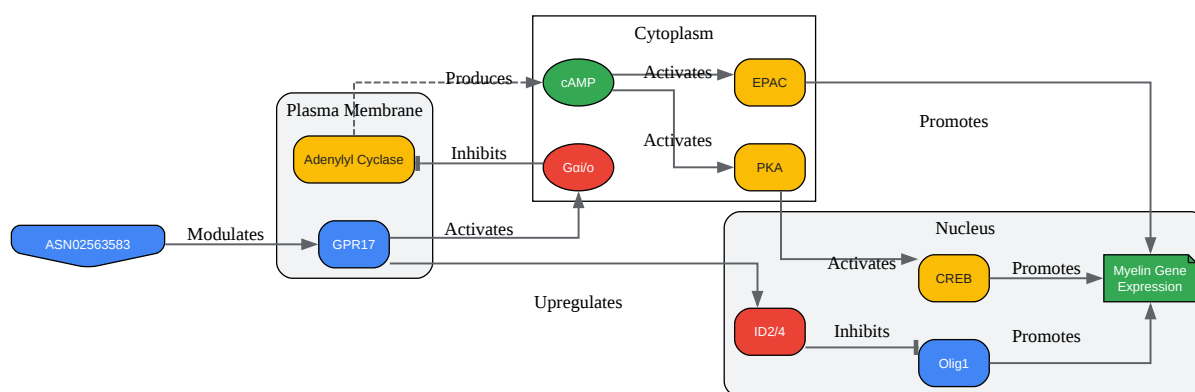 Cytoplasm
Produces
cAMP
Activates
EPAC
Plasma Membrane
Promotes
Activates
Adenylyl Cyclase
Inhibits
Gαi/o
PKA
ASN02563583
Modulates
GPR17
Activates
Nucleus
Activates
CREB
Promotes
Myelin Gene
Expression
Upregulates
ID2/4
Inhibits
Promotes
Olig1